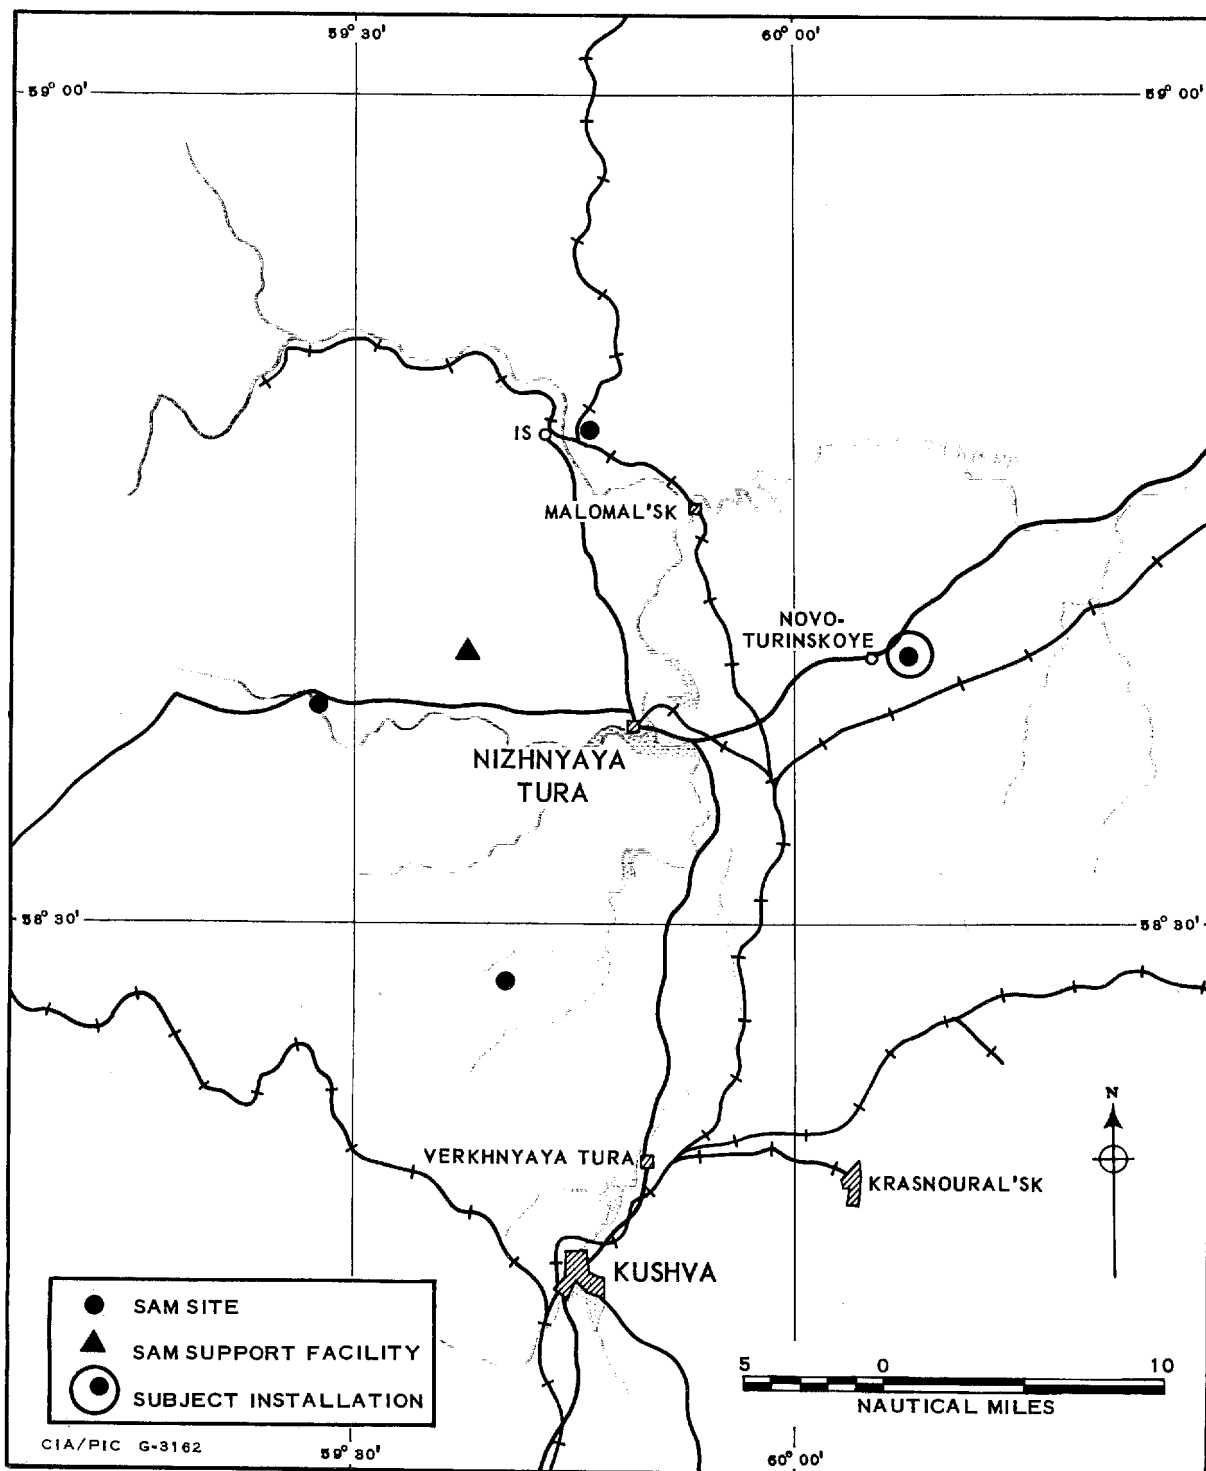 59° 30'
60° 00'
59° 00'
59° 00'
IS
MALOMAL'SK
NOVO-
TURINSKOYE
NIZHNYAYA
TURA
58° 30'
58° 30'
N
VERKHNYAYA TURA
KRASNOURAL'SK
KUSHVA
SAM SITE
SAM SUPPORT FACILITY
SUBJECT INSTALLATION
5 0 10
NAUTICAL MILES
CIA/PIC G-3162
59° 30'
60° 00'